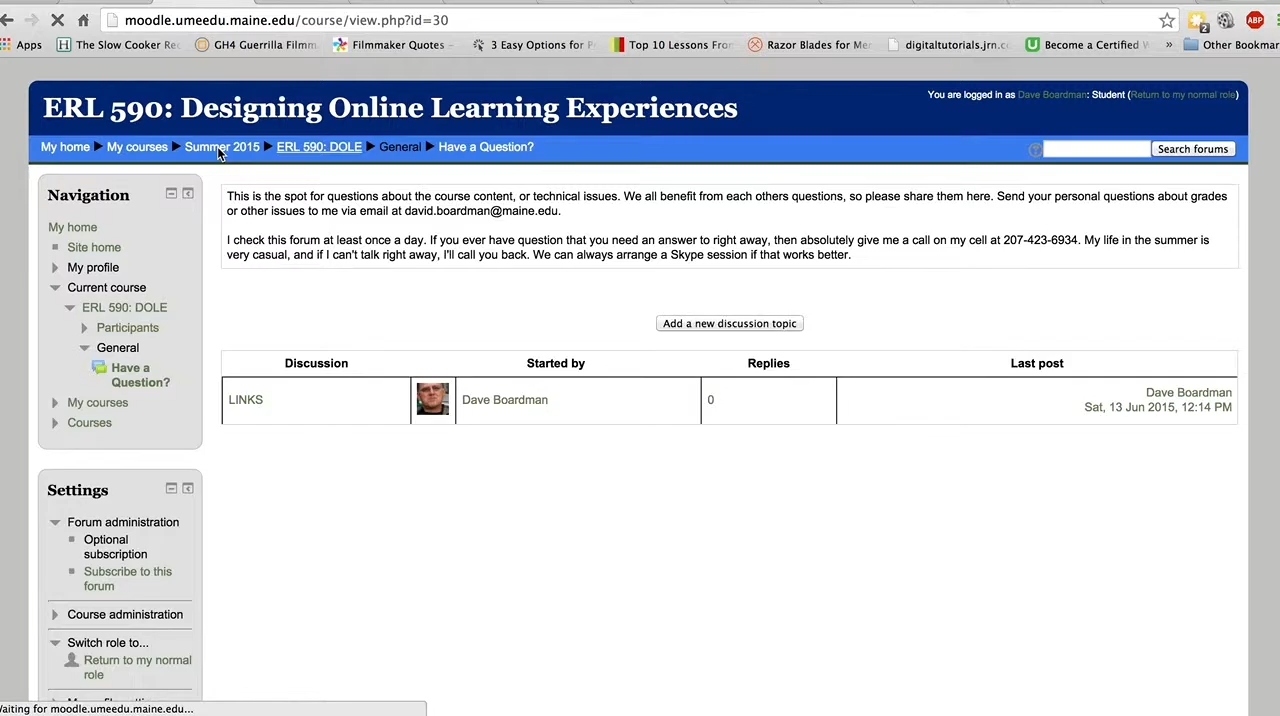 moodle.umeedu.maine.edu/course/view.php?id=30
2
ABP
Apps
The Slow Cooker Re
GH4 Guerrilla Filmm
Filmmaker Quotes –
3 Easy Options for
Top 10 Lessons From
Razor Blades for Me
digitaltutorials.jrn.c
Become a Certified
»
Other Bookmar
ERL 590: Designing Online Learning Experiences
You are logged in as Dave Boardman: Student (Return to my normal role)
My home ► My courses ► Summer 2015 ► ERL 590: DOLE ► General ► Have a Question?
Search forums
Navigation
My home
Site home
My profile
Current course
ERL 590: DOLE
Participants
General
Have a
Question?
My courses
Courses
This is the spot for questions about the course content, or technical issues. We all benefit from each others questions, so please share them here. Send your personal questions about grades
or other issues to me via email at david.boardman@maine.edu.
I check this forum at least once a day. If you ever have question that you need an answer to right away, then absolutely give me a call on my cell at 207-423-6934. My life in the summer is
very casual, and if I can't talk right away, I'll call you back. We can always arrange a Skype session if that works better.
Add a new discussion topic
Discussion Started by Replies Last post
LINKS Dave Boardman 0 Dave Boardman
Sat, 13 Jun 2015, 12:14 PM
Settings
Forum administration
Optional
subscription
Subscribe to this
forum
Course administration
Switch role to...
Return to my normal
role
Waiting for moodle.umeedu.maine.edu...